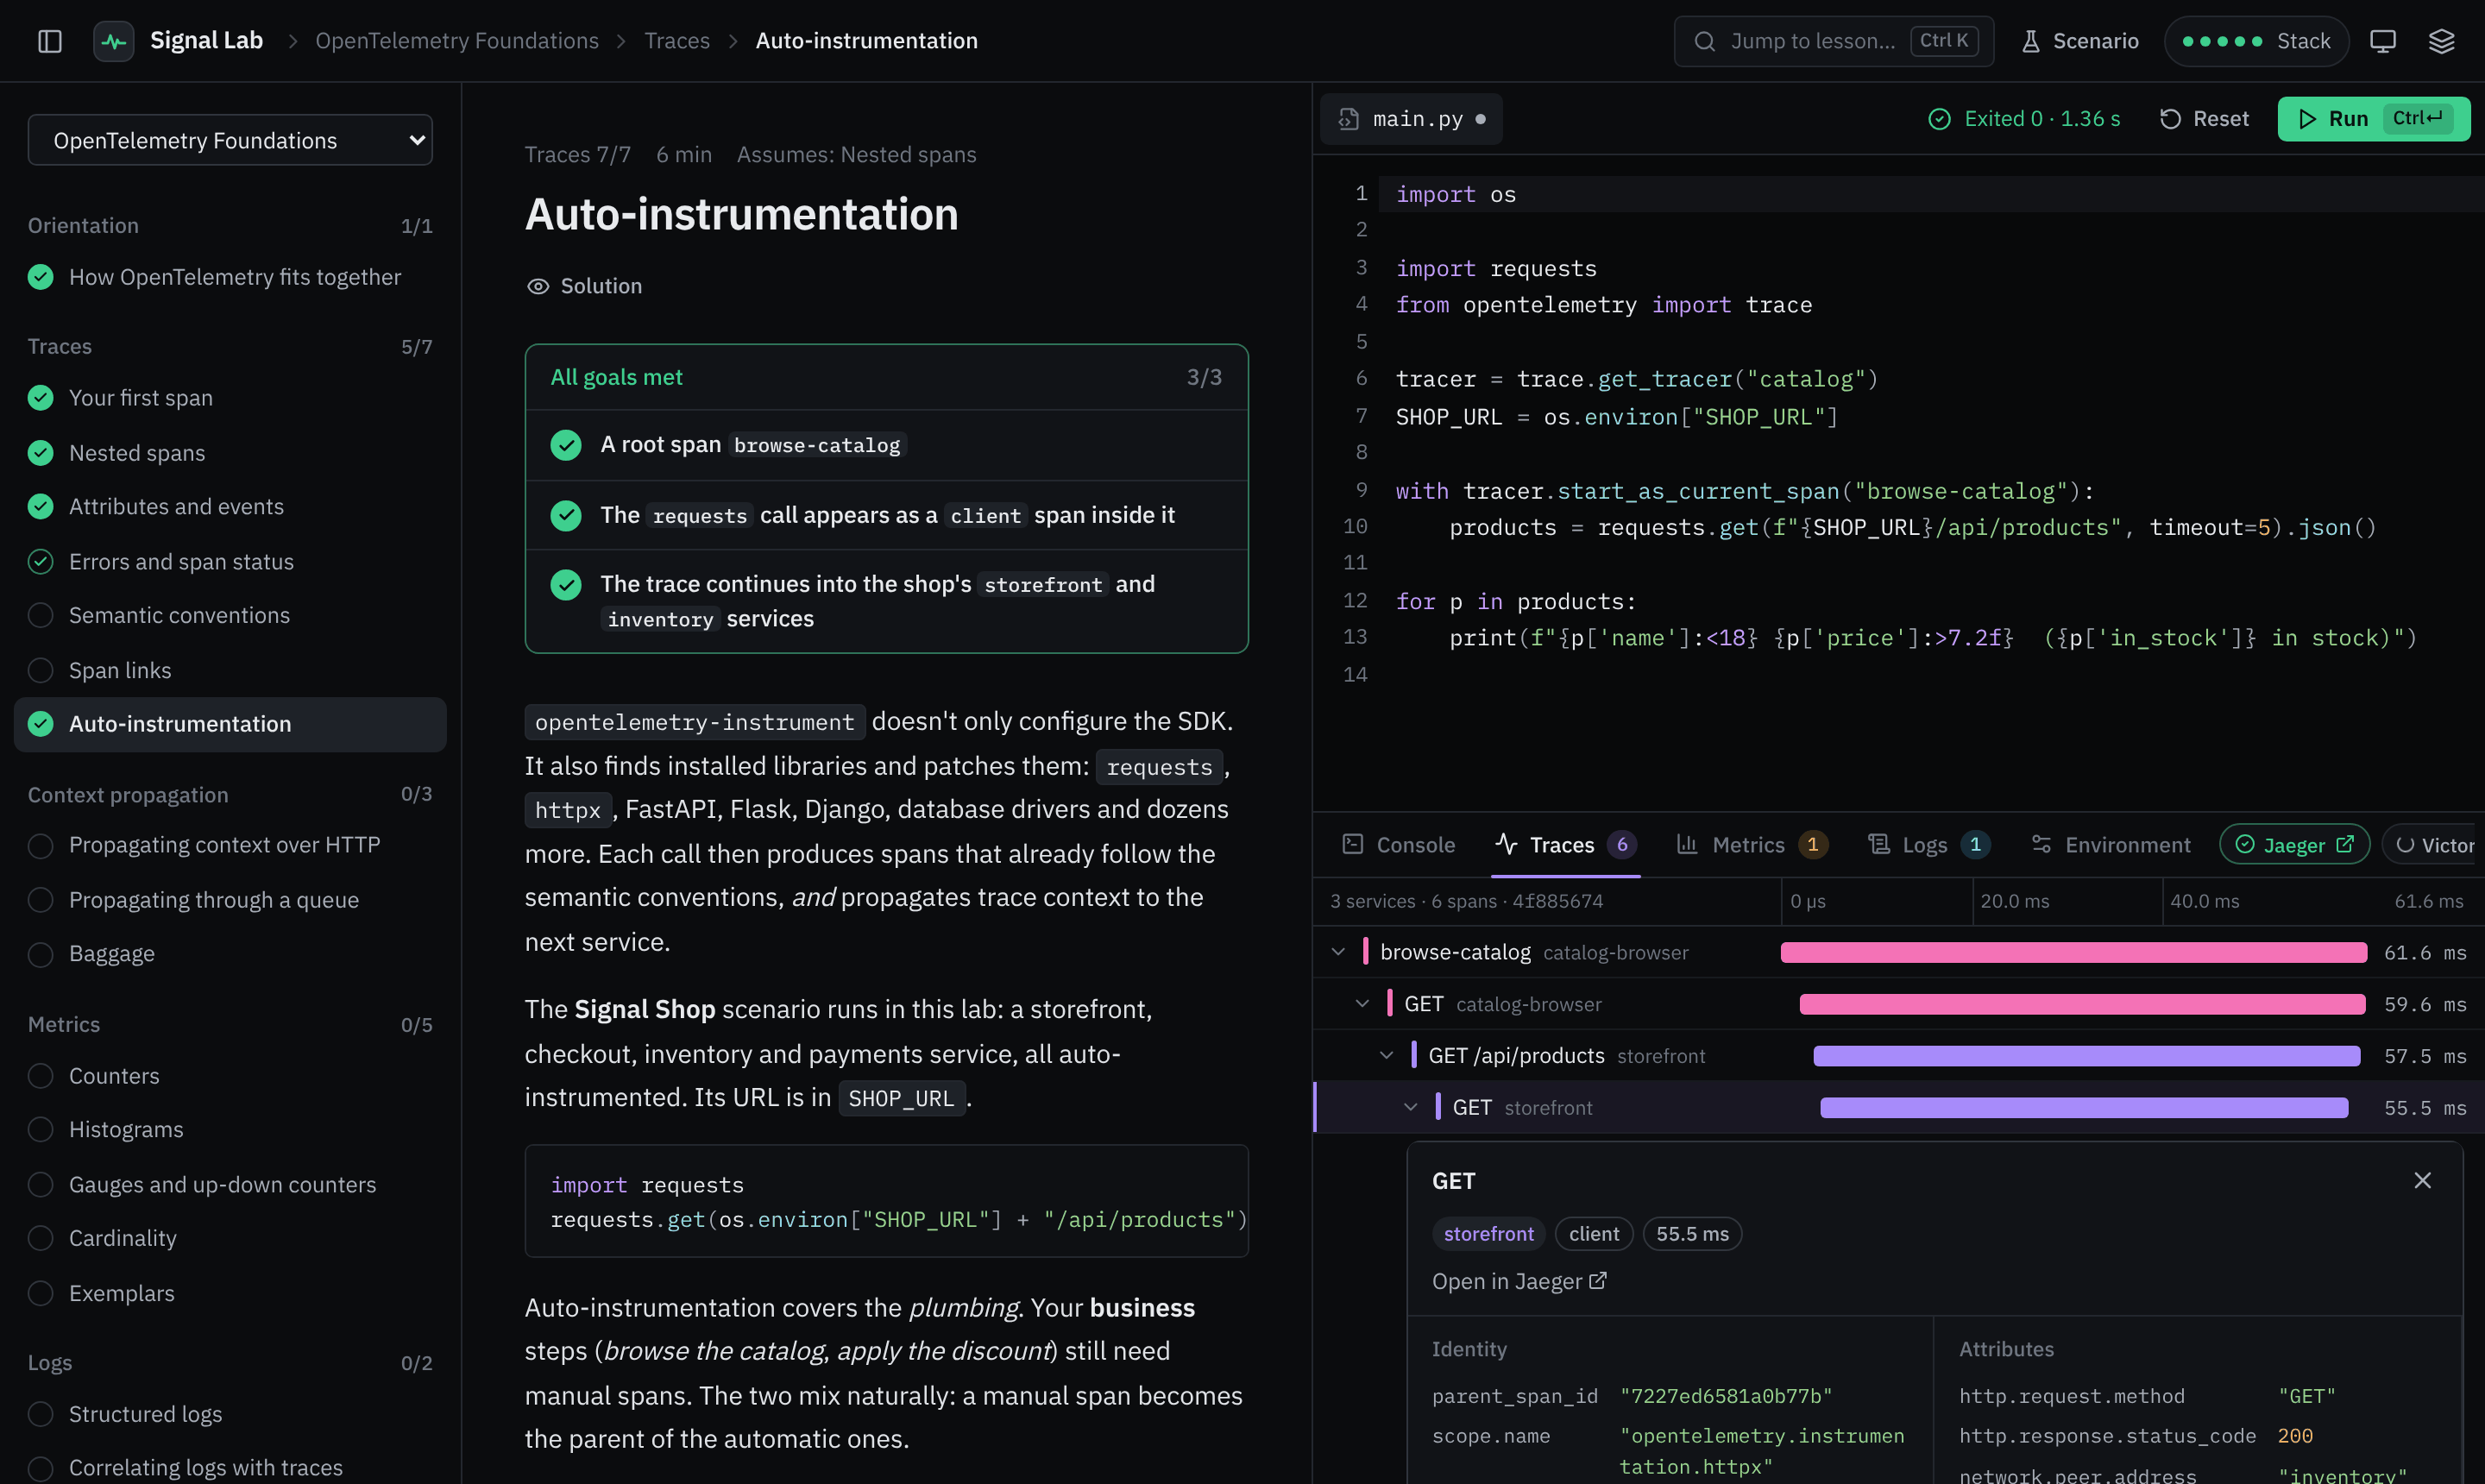 Signal Lab > OpenTelemetry Foundations > Traces > Auto-instrumentation
Jump to lesson... Ctrl K
Scenario
Stack
OpenTelemetry Foundations
Orientation 1/1
How OpenTelemetry fits together
Traces 5/7
Your first span
Nested spans
Attributes and events
Errors and span status
Semantic conventions
Span links
Auto-instrumentation
Context propagation 0/3
Propagating context over HTTP
Propagating through a queue
Baggage
Metrics 0/5
Counters
Histograms
Gauges and up-down counters
Cardinality
Exemplars
Logs 0/2
Structured logs
Correlating logs with traces
Traces 7/7 6 min Assumes: Nested spans
Auto-instrumentation
Solution
All goals met 3/3
A root span browse-catalog
The requests call appears as a client span inside it
The trace continues into the shop's storefront and
inventory services
opentelemetry-instrument doesn't only configure the SDK.
It also finds installed libraries and patches them: requests,
httpx, FastAPI, Flask, Django, database drivers and dozens
more. Each call then produces spans that already follow the
semantic conventions, and propagates trace context to the
next service.
The Signal Shop scenario runs in this lab: a storefront,
checkout, inventory and payments service, all auto-
instrumented. Its URL is in SHOP_URL.
import requests
requests.get(os.environ["SHOP_URL"] + "/api/products")
Auto-instrumentation covers the plumbing. Your business
steps (browse the catalog, apply the discount) still need
manual spans. The two mix naturally: a manual span becomes
the parent of the automatic ones.
main.py
Exited 0 · 1.36 s
Reset
Run Ctrl↵
1 import os
2
3 import requests
4 from opentelemetry import trace
5
6 tracer = trace.get_tracer("catalog")
7 SHOP_URL = os.environ["SHOP_URL"]
8
9 with tracer.start_as_current_span("browse-catalog"):
10     products = requests.get(f"{SHOP_URL}/api/products", timeout=5).json()
11
12 for p in products:
13     print(f"{p['name']:<18} {p['price']:>7.2f}  ({p['in_stock']} in stock)")
14
Console Traces 6 Metrics 1 Logs 1 Environment Jaeger Victor
3 services · 6 spans · 4f885674 0 µs 20.0 ms 40.0 ms 61.6 ms
browse-catalog catalog-browser 61.6 ms
GET catalog-browser 59.6 ms
GET /api/products storefront 57.5 ms
GET storefront 55.5 ms
GET
storefront client 55.5 ms
Open in Jaeger
Identity
parent_span_id "7227ed6581a0b77b"
scope.name "opentelemetry.instrumen
tation.httpx"
Attributes
http.request.method "GET"
http.response.status_code 200
network.peer.address "inventory"